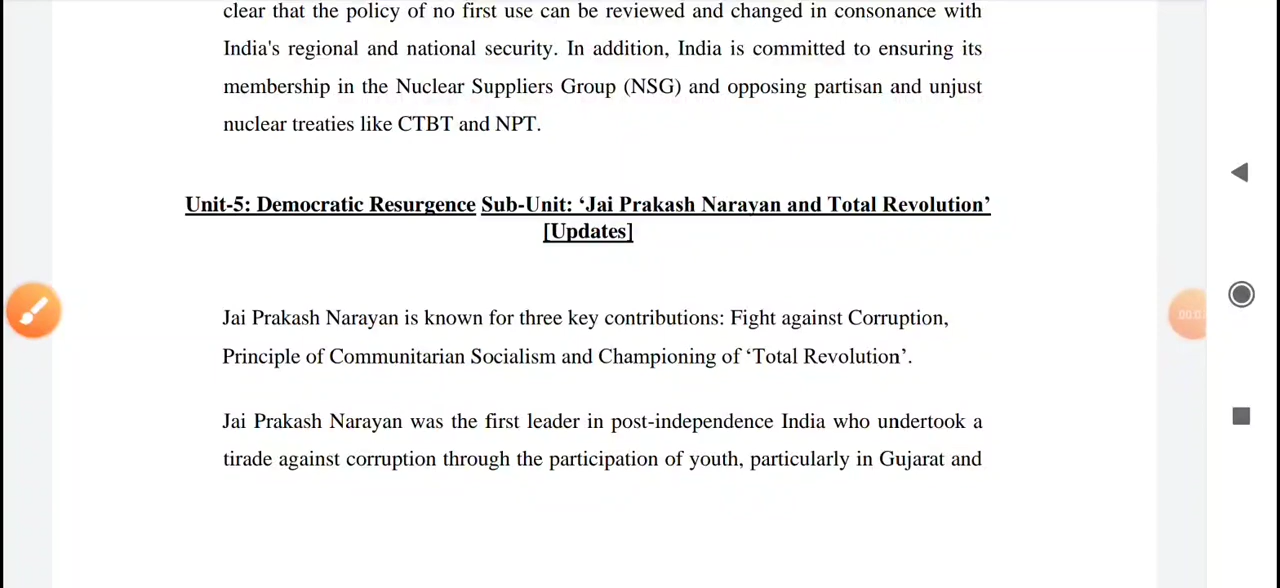 clear that the policy of no first use can be reviewed and changed in consonance with
India's regional and national security. In addition, India is committed to ensuring its
membership in the Nuclear Suppliers Group (NSG) and opposing partisan and unjust
nuclear treaties like CTBT and NPT.
Unit-5: Democratic Resurgence Sub-Unit: ‘Jai Prakash Narayan and Total Revolution’
[Updates]
Jai Prakash Narayan is known for three key contributions: Fight against Corruption,
Principle of Communitarian Socialism and Championing of ‘Total Revolution’.
Jai Prakash Narayan was the first leader in post-independence India who undertook a
tirade against corruption through the participation of youth, particularly in Gujarat and